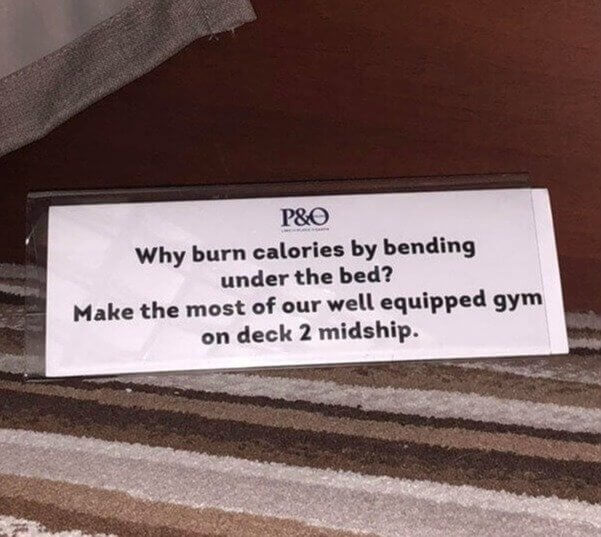 P&O
Why burn calories by bending
under the bed?
Make the most of our well equipped gym
on deck 2 midship.